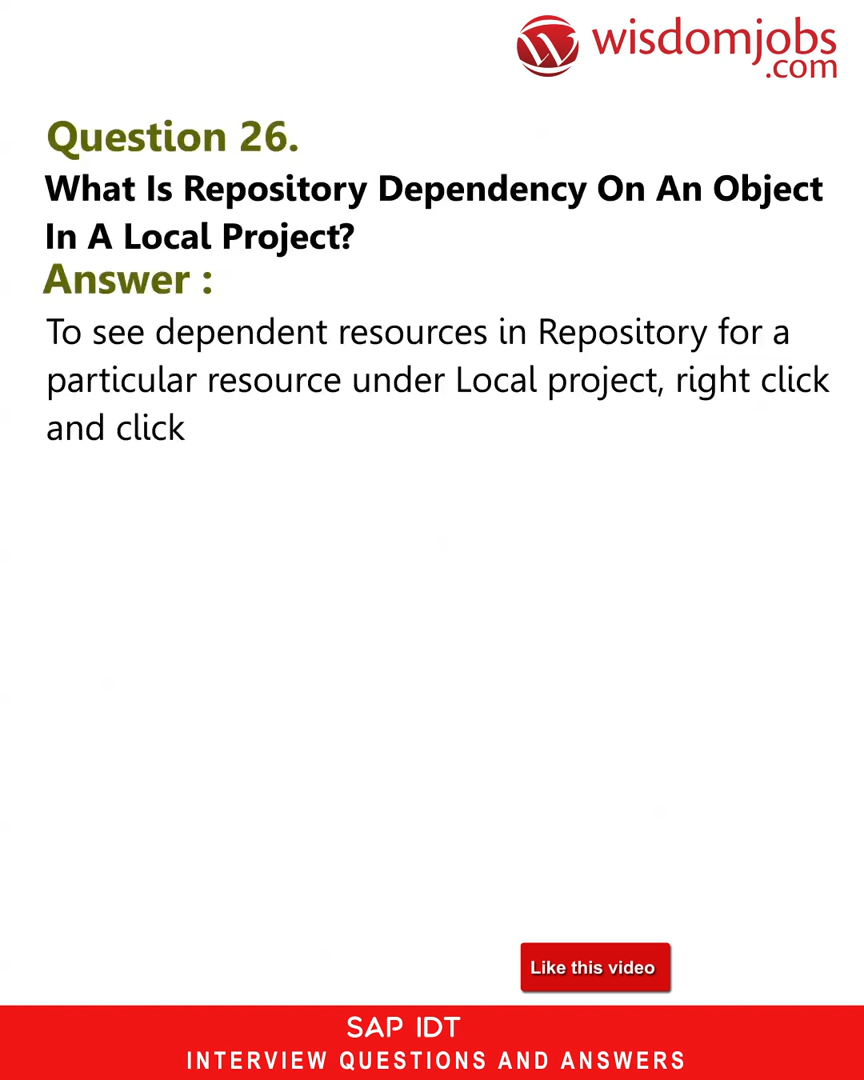 wisdomjobs
.com
Question 26.
What Is Repository Dependency On An Object
In A Local Project?
Answer :
To see dependent resources in Repository for a
particular resource under Local project, right click
and click
Like this video
SAP IDT
INTERVIEW QUESTIONS AND ANSWERS